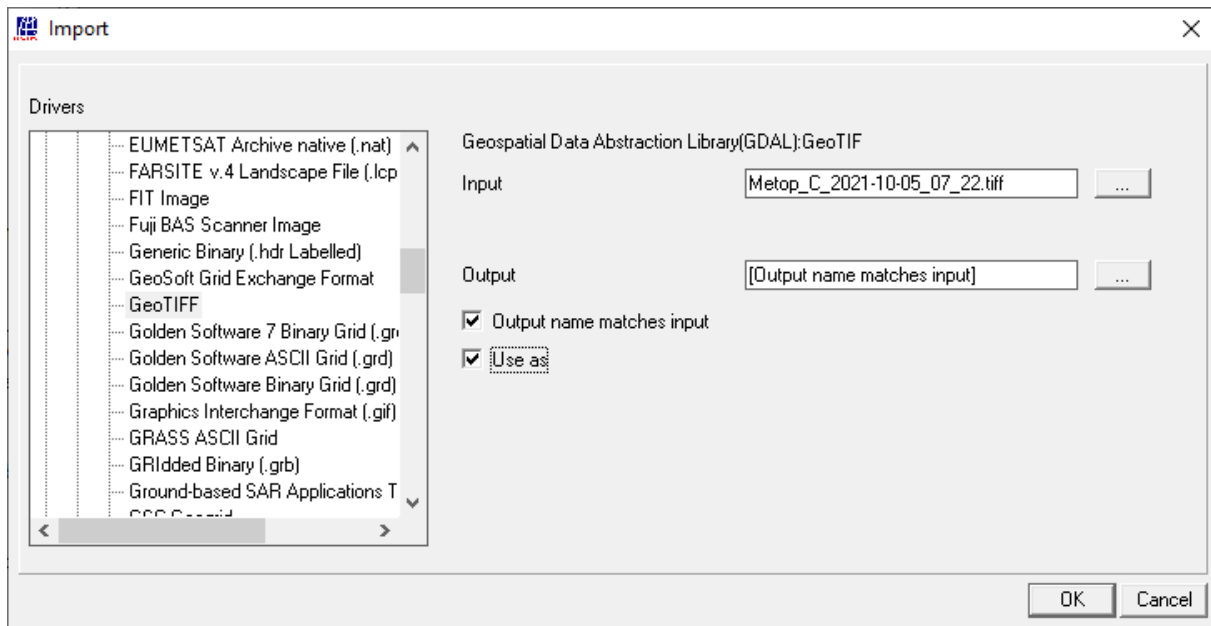 Import
Drivers
EUMETSAT Archive native (.nat)
FARSITE v.4 Landscape File (.lcp
FIT Image
Fuji BAS Scanner Image
Generic Binary (.hdr Labelled)
GeoSoft Grid Exchange Format
GeoTIFF
Golden Software 7 Binary Grid (.gr
Golden Software ASCII Grid (.grd)
Golden Software Binary Grid (.grd)
Graphics Interchange Format (.gif)
GRASS ASCII Grid
GRIdded Binary (.grb)
Ground-based SAR Applications T
Geospatial Data Abstraction Library(GDAL):GeoTIF
Input
Metop_C_2021-10-05_07_22.tiff
...
Output
[Output name matches input]
...
Output name matches input
Use as
OK
Cancel